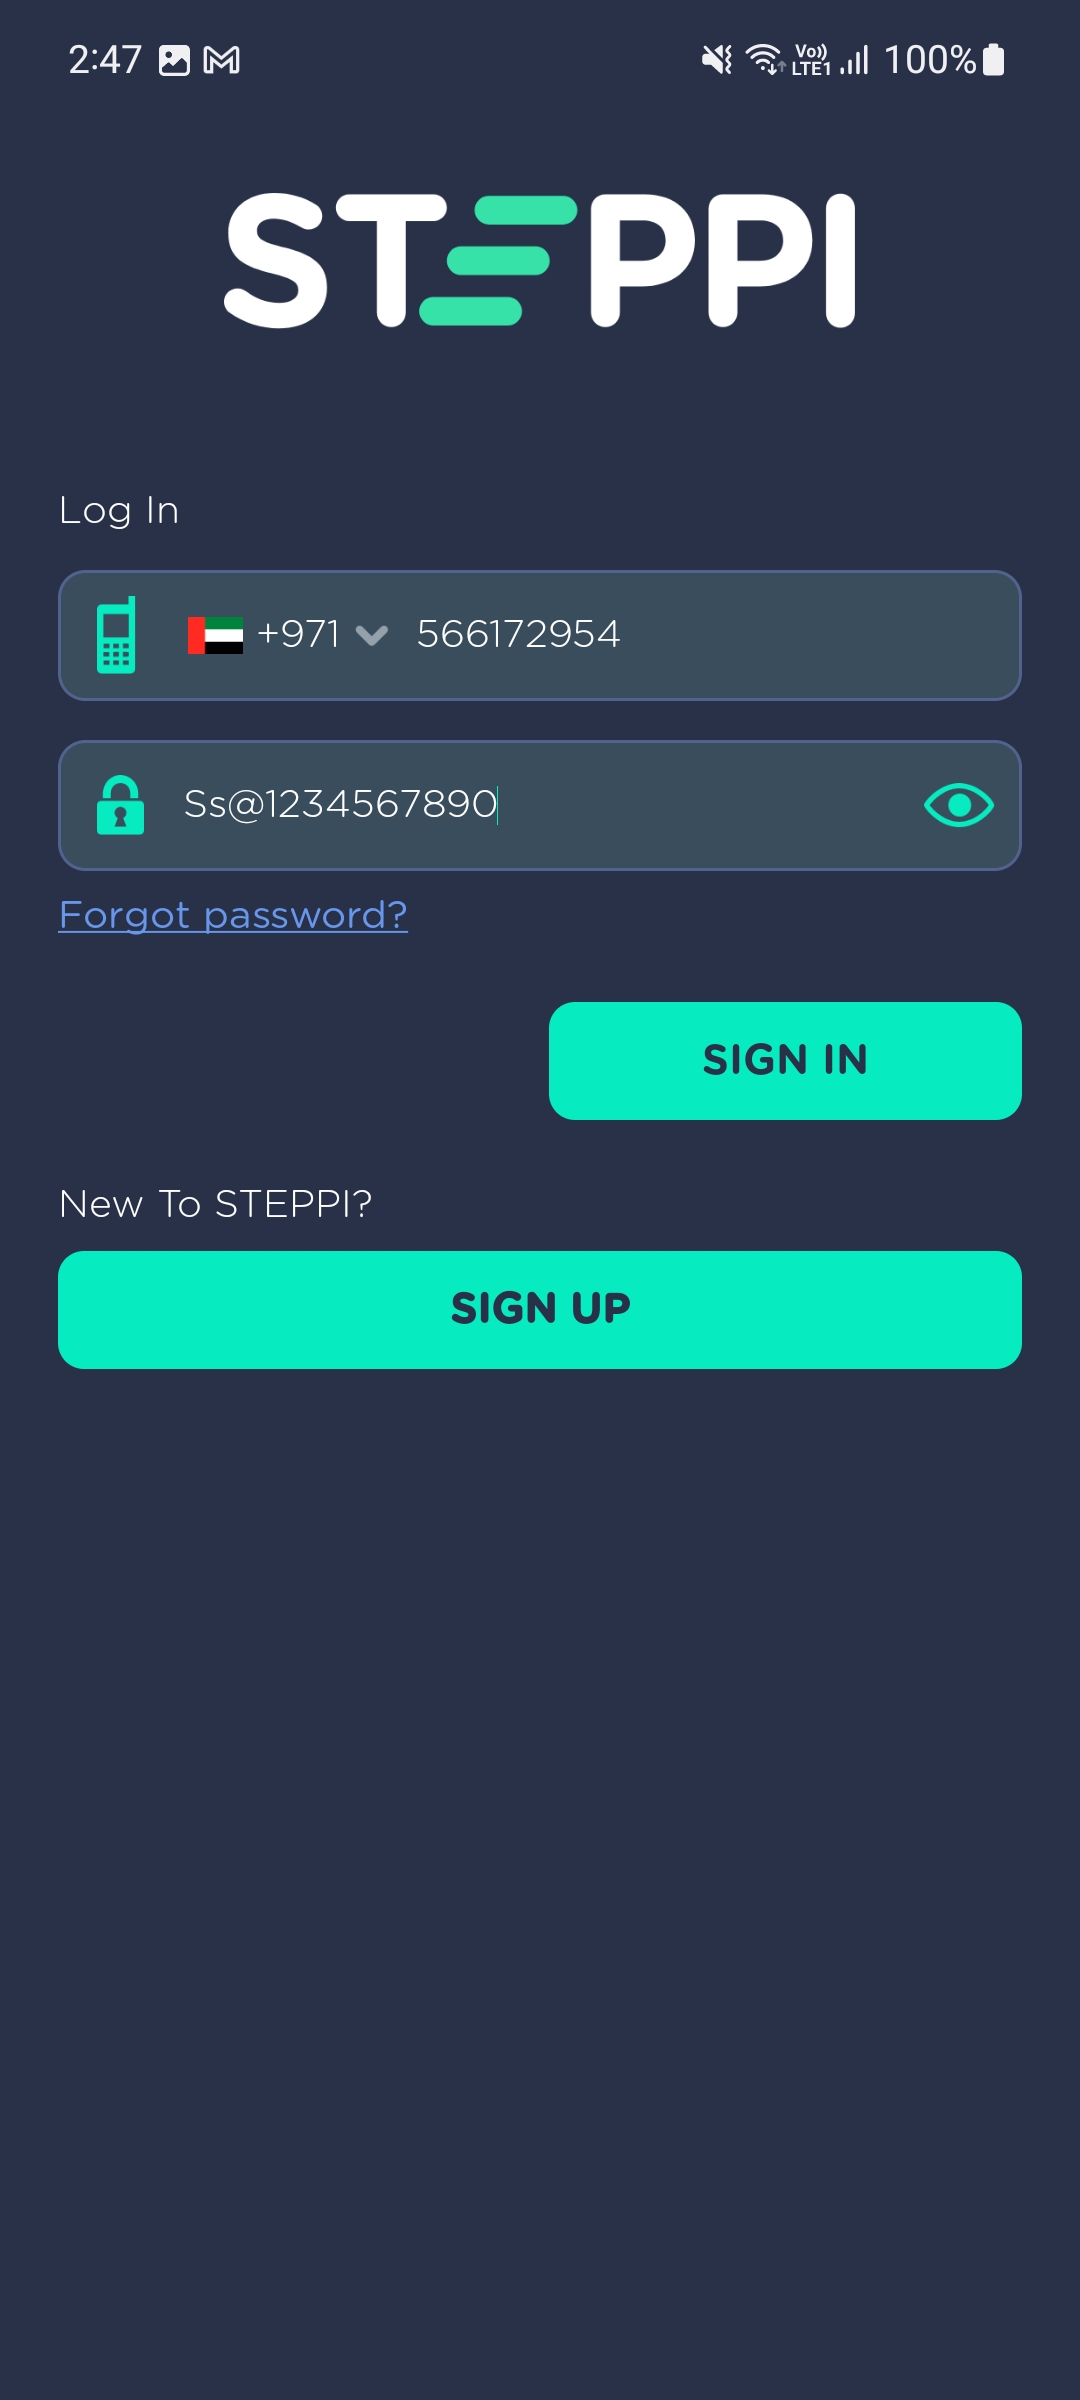 2:47 Vo)) LTE1 100%
STEPPI
Log In
+971 566172954
Ss@1234567890
Forgot password?
SIGN IN
New To STEPPI?
SIGN UP